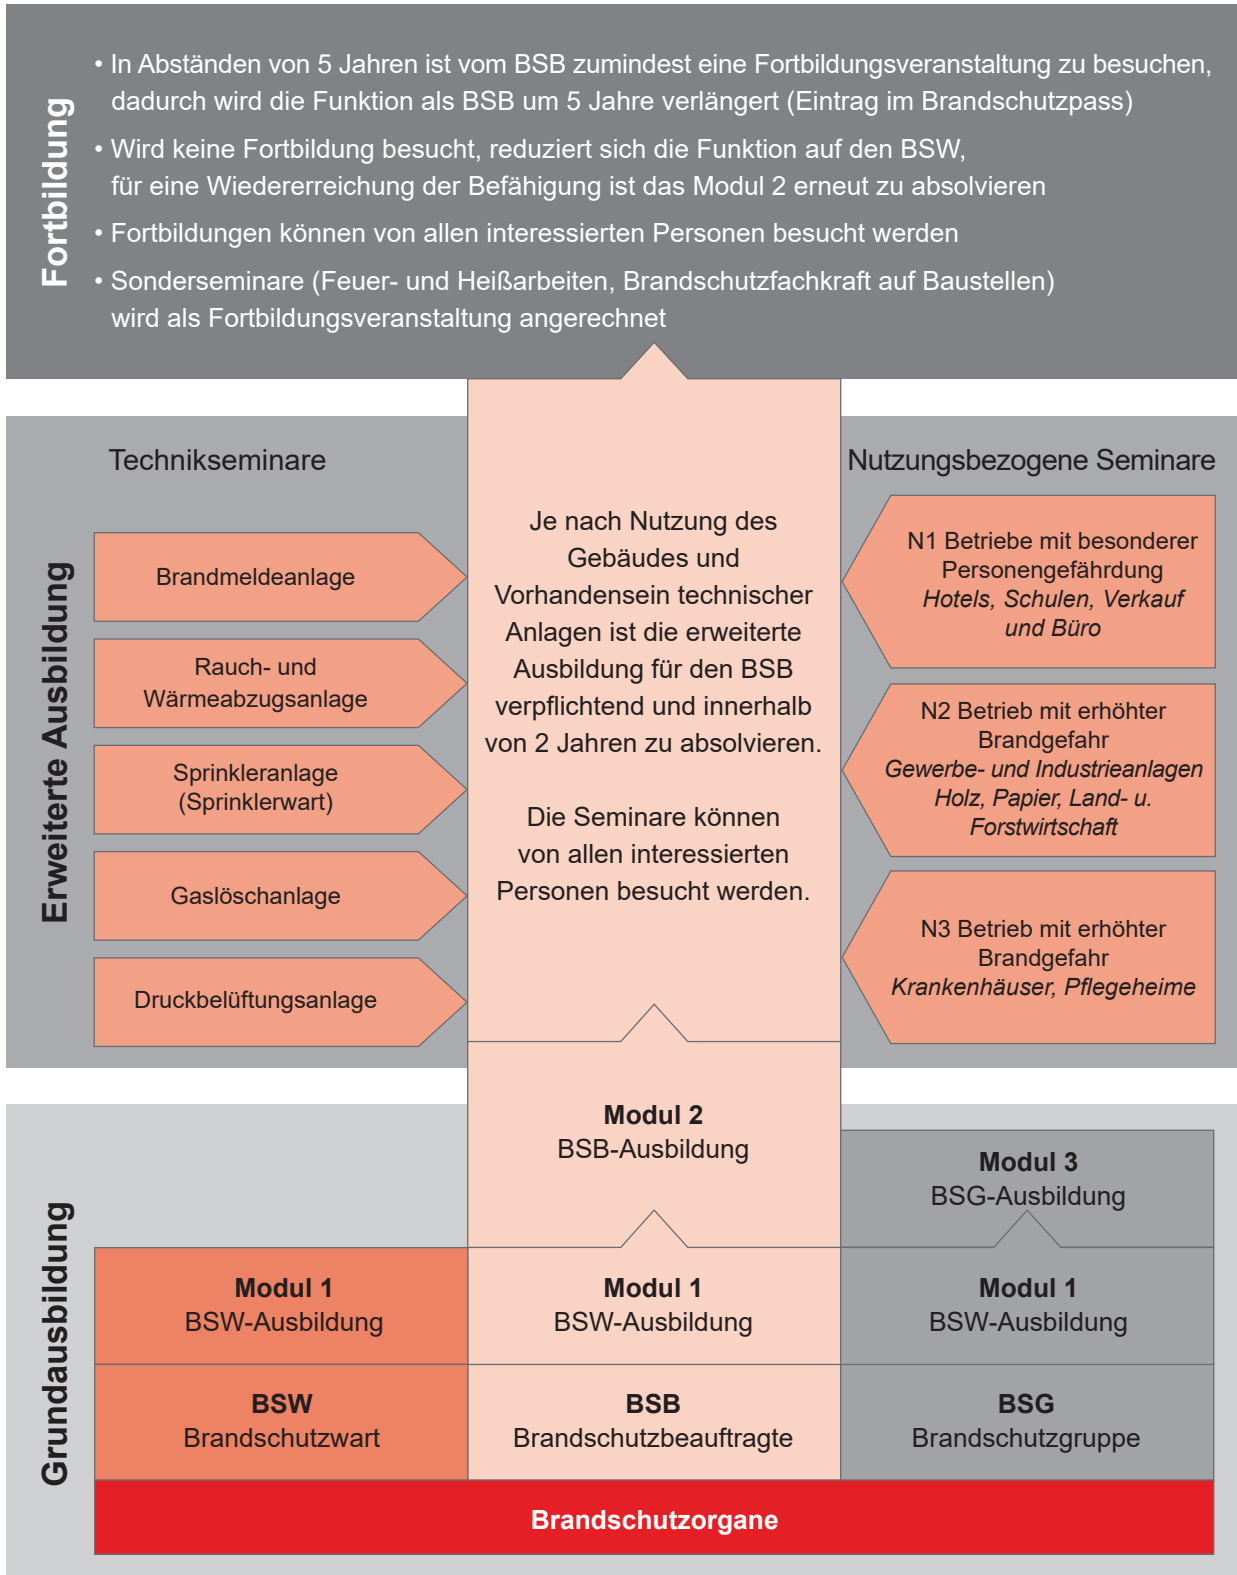 Fortbildung
• In Abständen von 5 Jahren ist vom BSB zumindest eine Fortbildungsveranstaltung zu besuchen,
dadurch wird die Funktion als BSB um 5 Jahre verlängert (Eintrag im Brandschutzpass)
• Wird keine Fortbildung besucht, reduziert sich die Funktion auf den BSW,
für eine Wiedererreichung der Befähigung ist das Modul 2 erneut zu absolvieren
• Fortbildungen können von allen interessierten Personen besucht werden
• Sonderseminare (Feuer- und Heißarbeiten, Brandschutzfachkraft auf Baustellen)
wird als Fortbildungsveranstaltung angerechnet
Erweiterte Ausbildung
Technikseminare
Brandmeldeanlage
Rauch- und
Wärmeabzugsanlage
Sprinkleranlage
(Sprinklerwart)
Gaslöschanlage
Druckbelüftungsanlage
Je nach Nutzung des
Gebäudes und
Vorhandensein technischer
Anlagen ist die erweiterte
Ausbildung für den BSB
verpflichtend und innerhalb
von 2 Jahren zu absolvieren.
Die Seminare können
von allen interessierten
Personen besucht werden.
Nutzungsbezogene Seminare
N1 Betriebe mit besonderer
Personengefährdung
Hotels, Schulen, Verkauf
und Büro
N2 Betrieb mit erhöhter
Brandgefahr
Gewerbe- und Industrieanlagen
Holz, Papier, Land- u.
Forstwirtschaft
N3 Betrieb mit erhöhter
Brandgefahr
Krankenhäuser, Pflegeheime
Grundausbildung
Modul 2
BSB-Ausbildung
Modul 3
BSG-Ausbildung
Modul 1
BSW-Ausbildung
Modul 1
BSW-Ausbildung
Modul 1
BSW-Ausbildung
BSW
Brandschutzwart
BSB
Brandschutzbeauftragte
BSG
Brandschutzgruppe
Brandschutzorgane